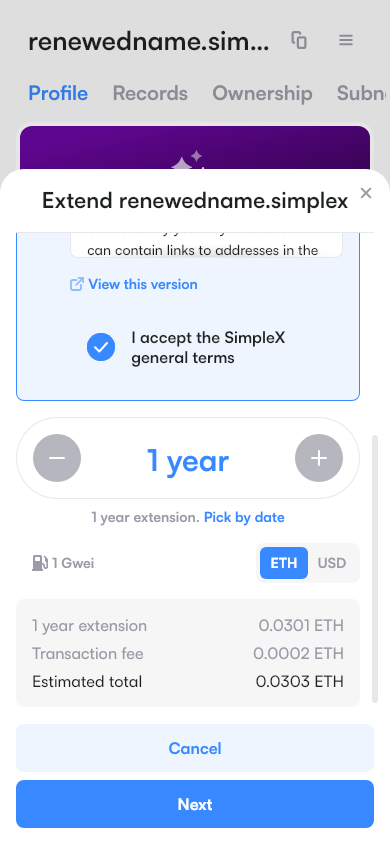 renewedname.sim...
Profile Records Ownership Subn
Extend renewedname.simplex
can contain links to addresses in the
View this version
I accept the SimpleX
general terms
1 year
1 year extension. Pick by date
1 Gwei ETH USD
1 year extension 0.0301 ETH
Transaction fee 0.0002 ETH
Estimated total 0.0303 ETH
Cancel
Next